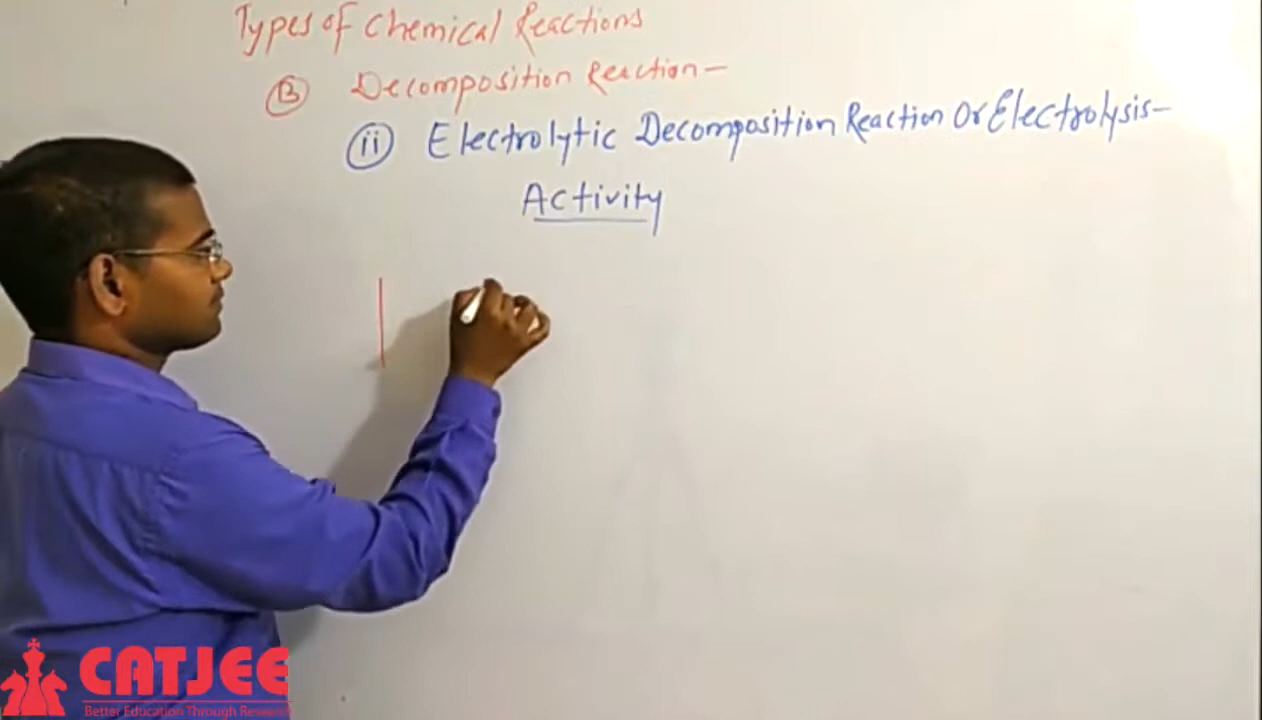 Types of Chemical Reactions
B Decomposition Reaction-
ii Electrolytic Decomposition Reaction Or Electrolysis-
Activity
CATJEE
Better Education Through Research